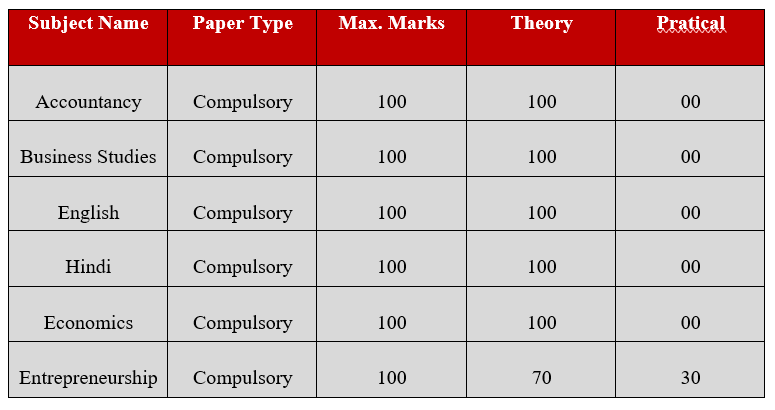 Subject Name Paper Type Max. Marks Theory Pratical
Accountancy Compulsory 100 100 00
Business Studies Compulsory 100 100 00
English Compulsory 100 100 00
Hindi Compulsory 100 100 00
Economics Compulsory 100 100 00
Entrepreneurship Compulsory 100 70 30